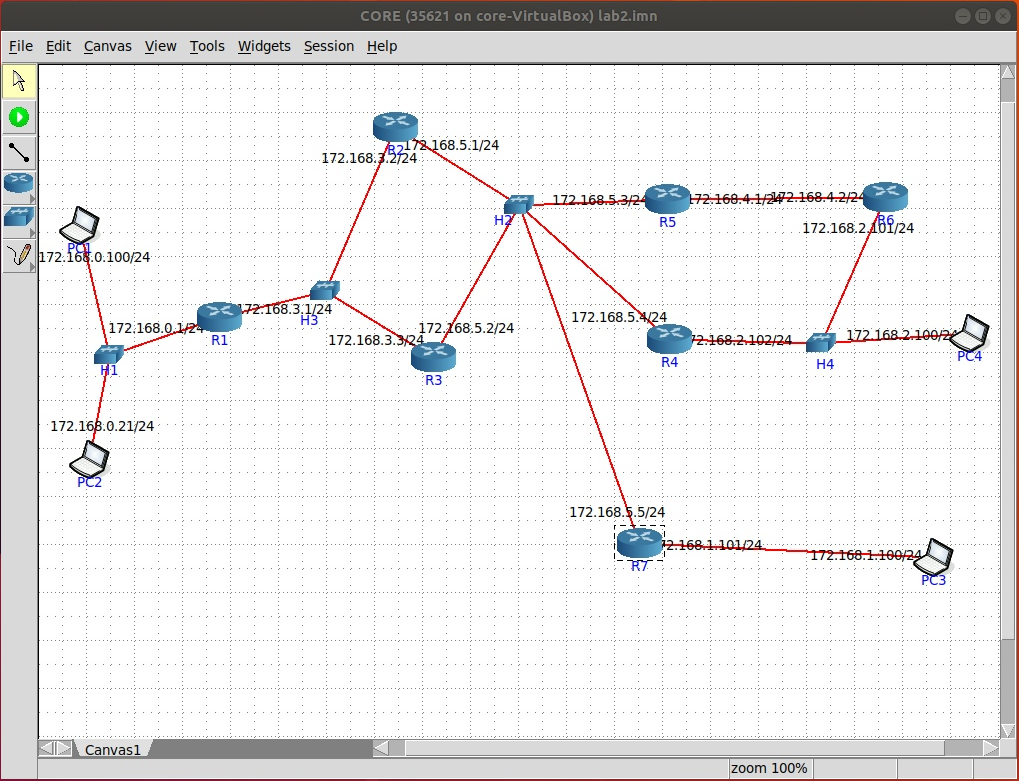 CORE (35621 on core-VirtualBox) lab2.imn
File Edit Canvas View Tools Widgets Session Help
R2
172.168.5.1/24
172.168.3.2/24
H2
172.168.5.3/24
R5
172.168.4.1/24
172.168.4.2/24
R6
172.168.2.101/24
PC1
172.168.0.100/24
172.168.0.1/24
R1
172.168.3.1/24
H3
172.168.3.3/24
172.168.5.2/24
R3
172.168.5.4/24
R4
172.168.2.102/24
H4
172.168.2.100/24
PC4
H1
172.168.0.21/24
PC2
172.168.5.5/24
R7
172.168.1.101/24
172.168.1.100/24
PC3
Canvas1
zoom 100%